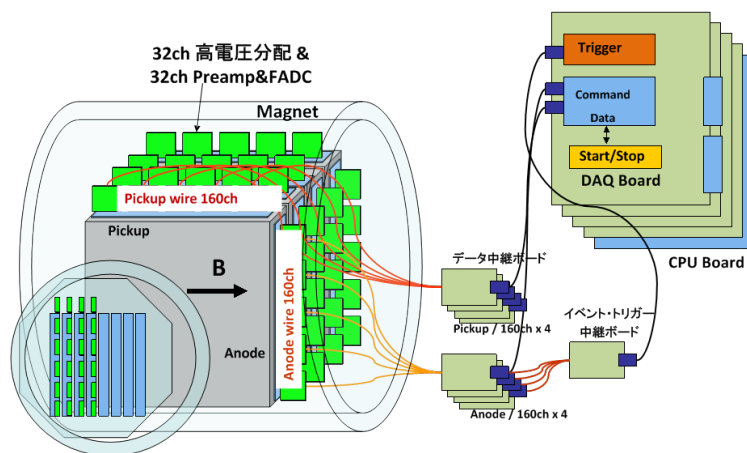 32ch 高電圧分配 &
32ch Preamp&FADC
Magnet
Trigger
Command
Data
Start/Stop
DAQ Board
CPU Board
Pickup wire 160ch
Pickup
B
Anode wire 160ch
Anode
データ中継ボード
Pickup / 160ch x 4
イベント・トリガー
中継ボード
Anode / 160ch x 4